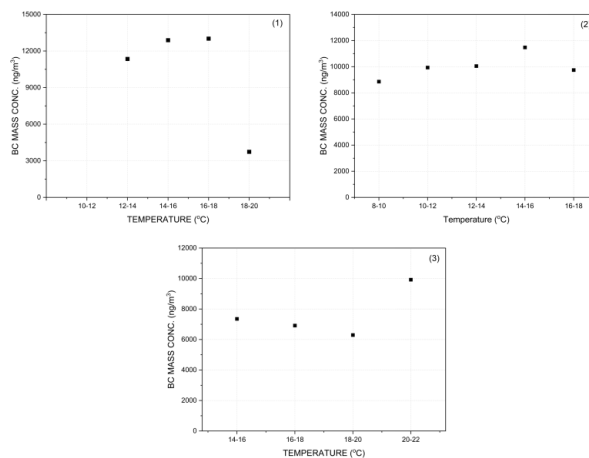 (1)
15000
12000
9000
6000
3000
0
BC MASS CONC. (ng/m³)
10-12 12-14 14-16 16-18 18-20
TEMPERATURE (°C)
(2
14000
12000
10000
8000
6000
4000
2000
0
BC MASS CONC. (ng/m³)
8-10 10-12 12-14 14-16 16-18
Temperature (°C)
(3)
12000
10000
8000
6000
4000
2000
0
BC MASS CONC. (ng/m³)
14-16 16-18 18-20 20-22
TEMPERATURE (°C)